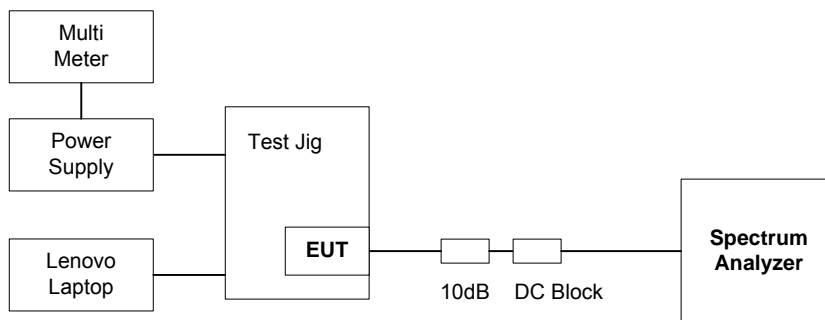 Multi
Meter
Power
Supply
Test Jig
Lenovo
Laptop
EUT
10dB
DC Block
Spectrum
Analyzer